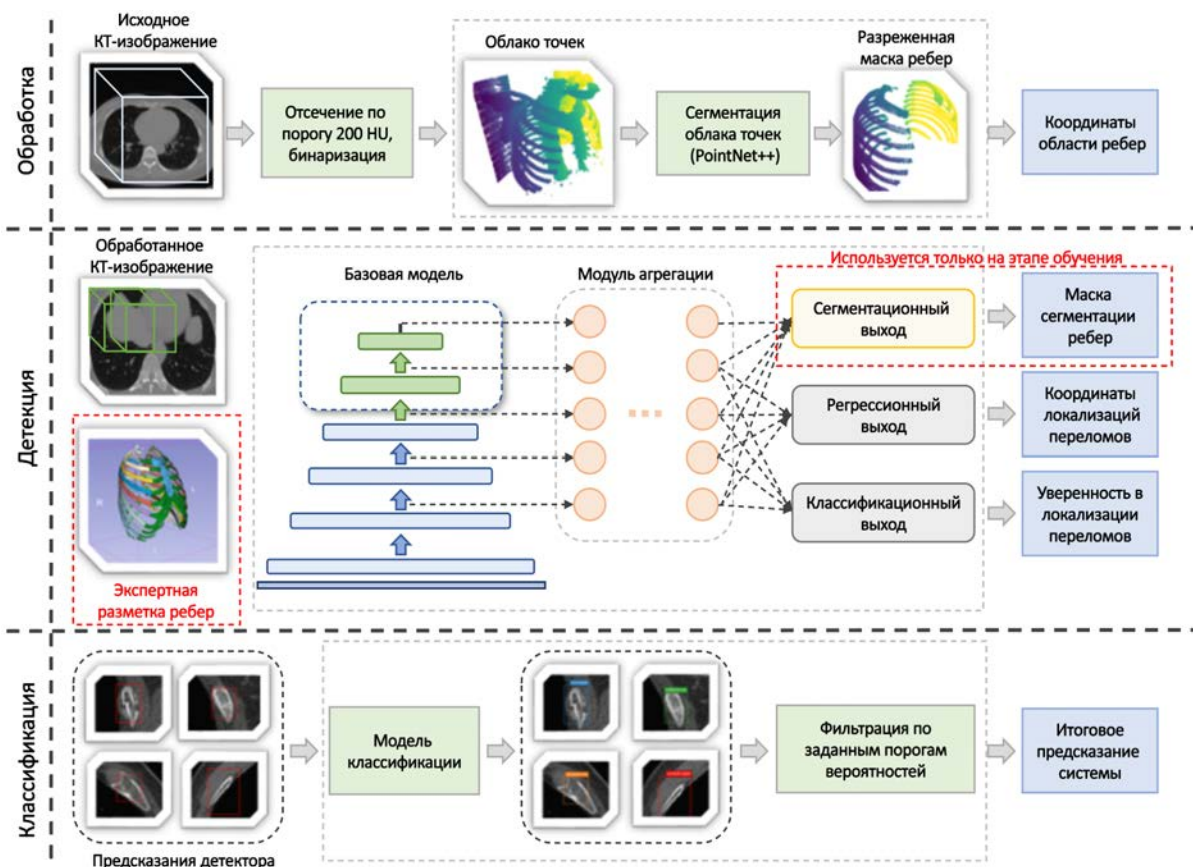 Обработка
Исходное
КТ-изображение
Отсечение по
порогу 200 HU,
бинаризация
Облако точек
Сегментация
облака точек
(PointNet++)
Разреженная
маска ребер
Координаты
области ребер
Детекция
Обработанное
КТ-изображение
Экспертная
разметка ребер
Базовая модель
Модуль агрегации
Используется только на этапе обучения
Сегментационный
выход
Маска
сегментации
ребер
Регрессионный
выход
Координаты
локализаций
переломов
Классификационный
выход
Уверенность в
локализации
переломов
Классификация
Предсказания детектора
Модель
классификации
Фильтрация по
заданным порогам
вероятностей
Итоговое
предсказание
системы